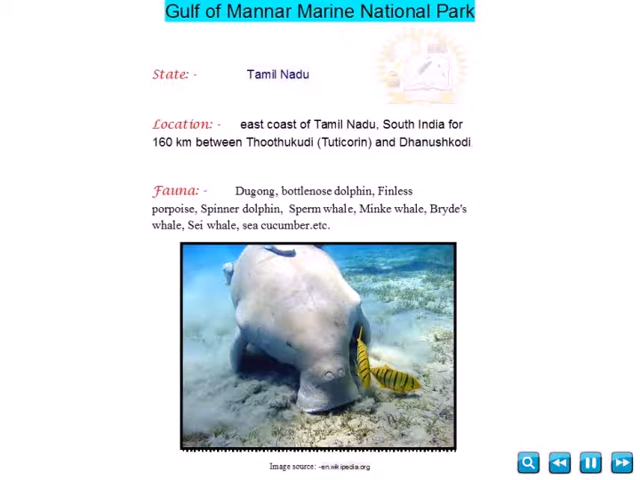 Gulf of Mannar Marine National Park
State: - Tamil Nadu
Location: - east coast of Tamil Nadu, South India for
160 km between Thoothukudi (Tuticorin) and Dhanushkodi
Fauna: - Dugong, bottlenose dolphin, Finless
porpoise, Spinner dolphin, Sperm whale, Minke whale, Bryde's
whale, Sei whale, sea cucumber.etc.
Image source: -en.wikipedia.org